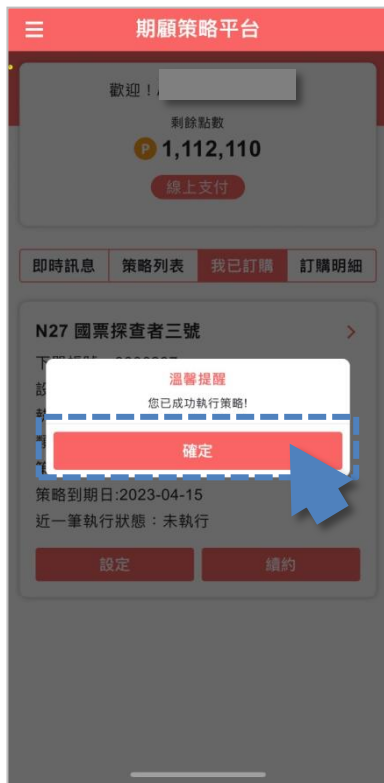 期顧策略平台
歡迎！
剩餘點數
P 1,112,110
線上支付
即時訊息 策略列表 我已訂購 訂購明細
N27 國票探查者三號
溫馨提醒
您已成功執行策略!
確定
策略到期日:2023-04-15
近一筆執行狀態：未執行
設定 續約